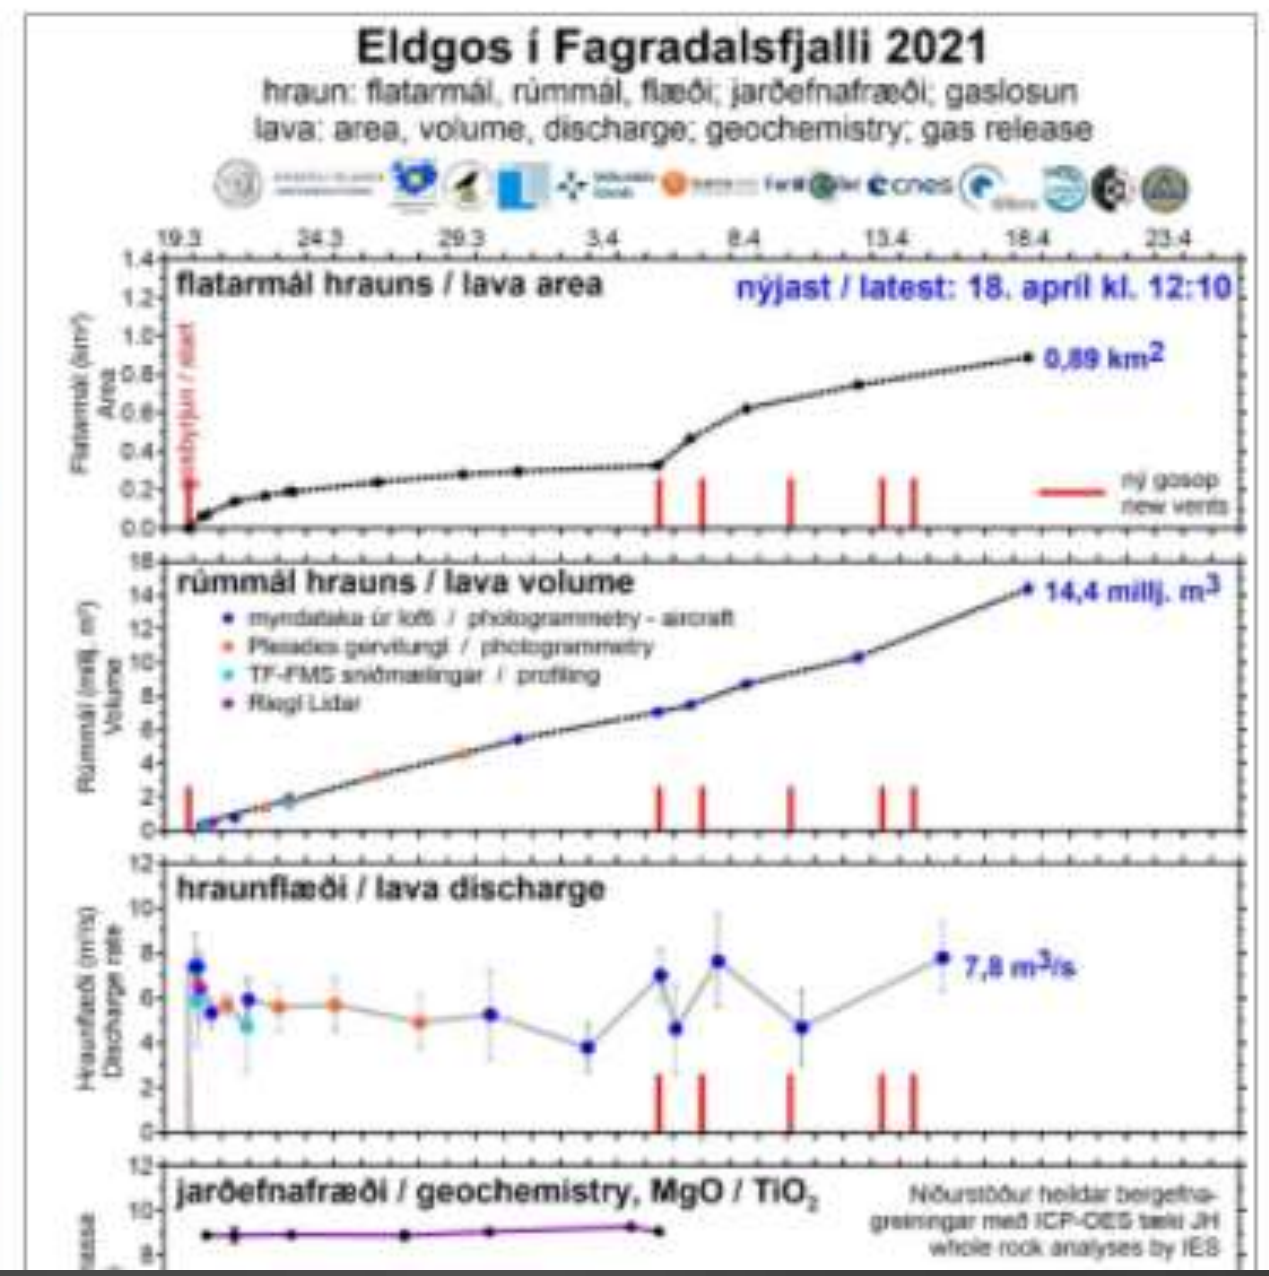 Eldgos í Fagradalsfjalli 2021
hraun: flatarmál, rúmmál, flæði; jarðefnafræði; gaslosun
lava: area, volume, discharge; geochemistry; gas release
cnes
19.3 24.3 29.3 3.4 8.4 13.4 18.4 23.4
flatarmál hrauns / lava area
nýjast / latest: 18. apríl kl. 12:10
Flatarmál (km²)
Area
1.4
1.2
1.0
0.8
0.6
0.4
0.2
0.0
/ start
0,89 km2
ný gosop
new vents
rúmmál hrauns / lava volume
Rúmmál (millj. m³)
Volume
16
14
12
10
8
6
4
2
0
myndataka úr lofti / photogrammetry - aircraft
Pleiades gervitungl / photogrammetry
TF-FMS sniðmælingar / profiling
Riegl Lidar
14,4 millj. m3
hraunflæði / lava discharge
Hraunflæði (m³/s)
Discharge rate
12
10
8
6
4
2
0
7,8 m3/s
jarðefnafræði / geochemistry, MgO / TiO2
12
10
8
Niðurstöður heildar bergefna-
greiningar með ICP-OES tæki JH
whole rock analyses by IES